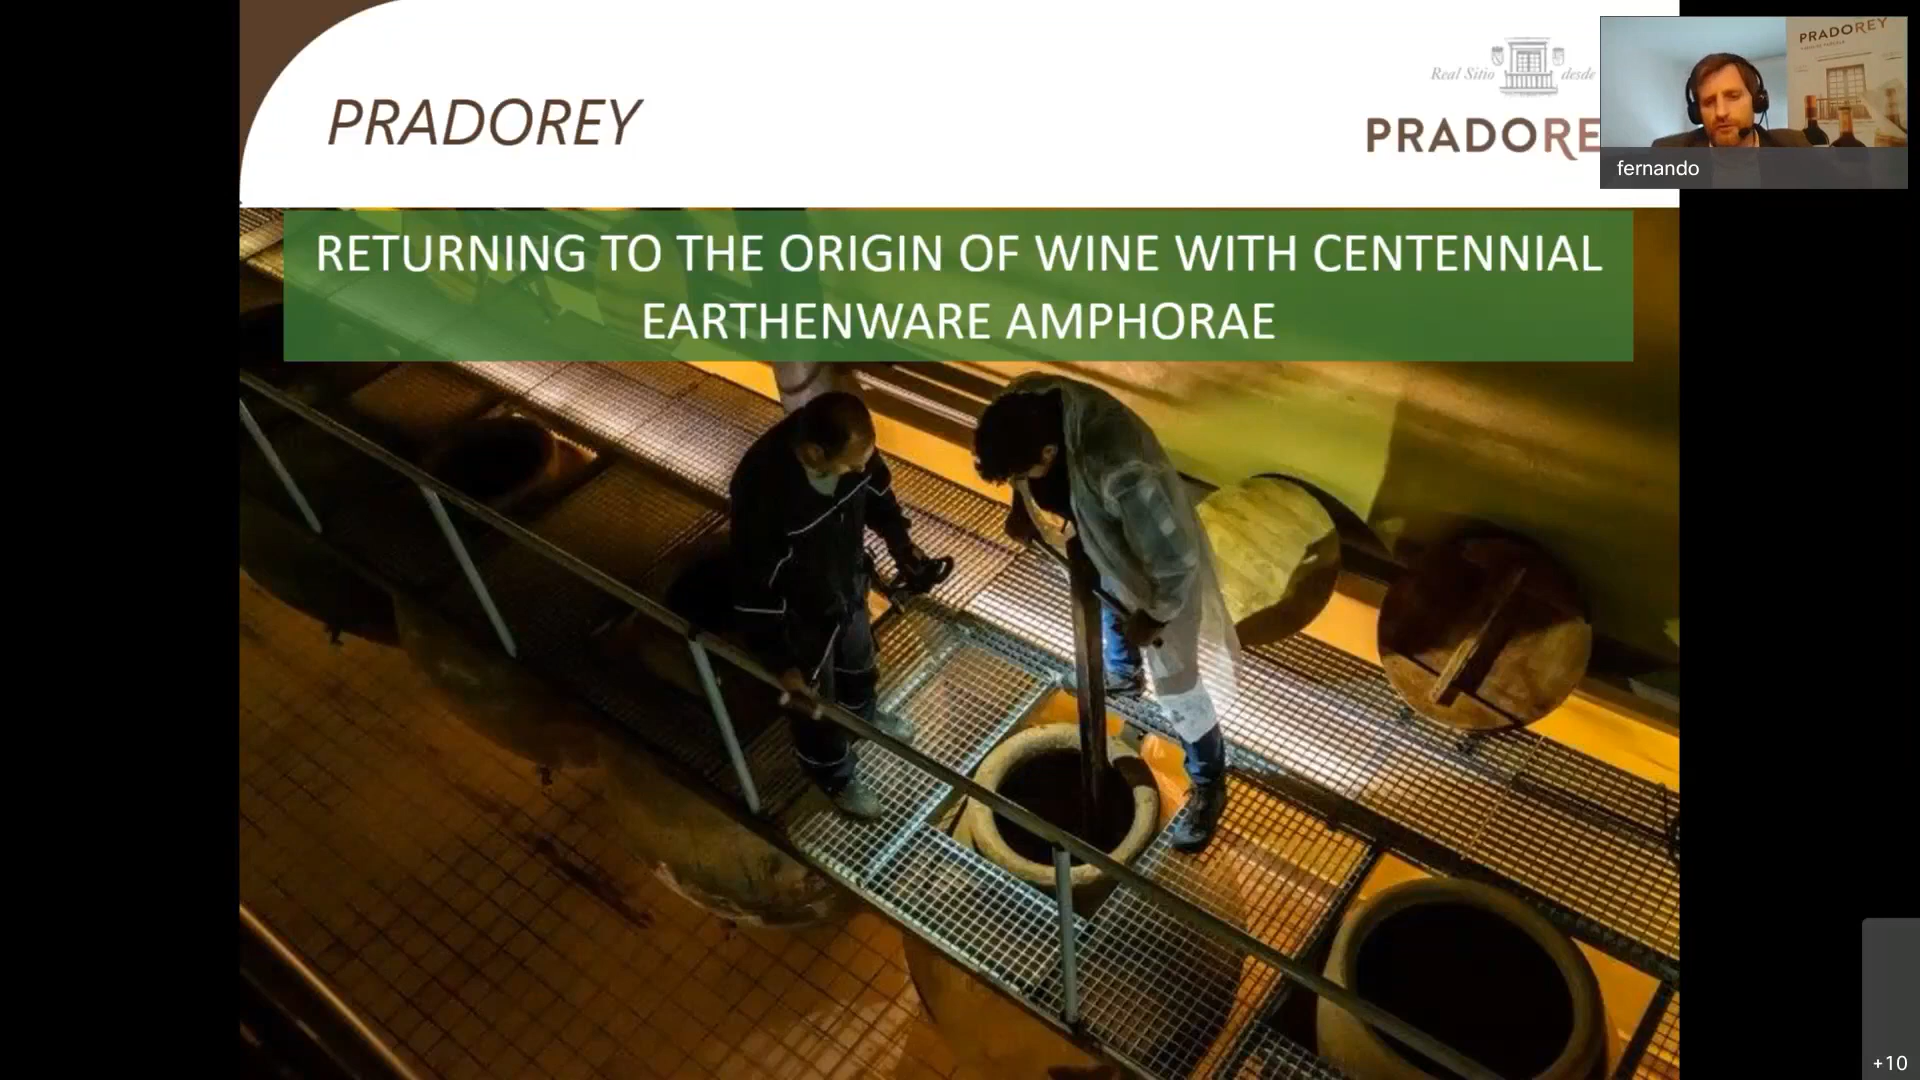 PRADOREY
Real Sitio desde
PRADORE
PRADOREY
fernando
RETURNING TO THE ORIGIN OF WINE WITH CENTENNIAL
EARTHENWARE AMPHORAE
+10